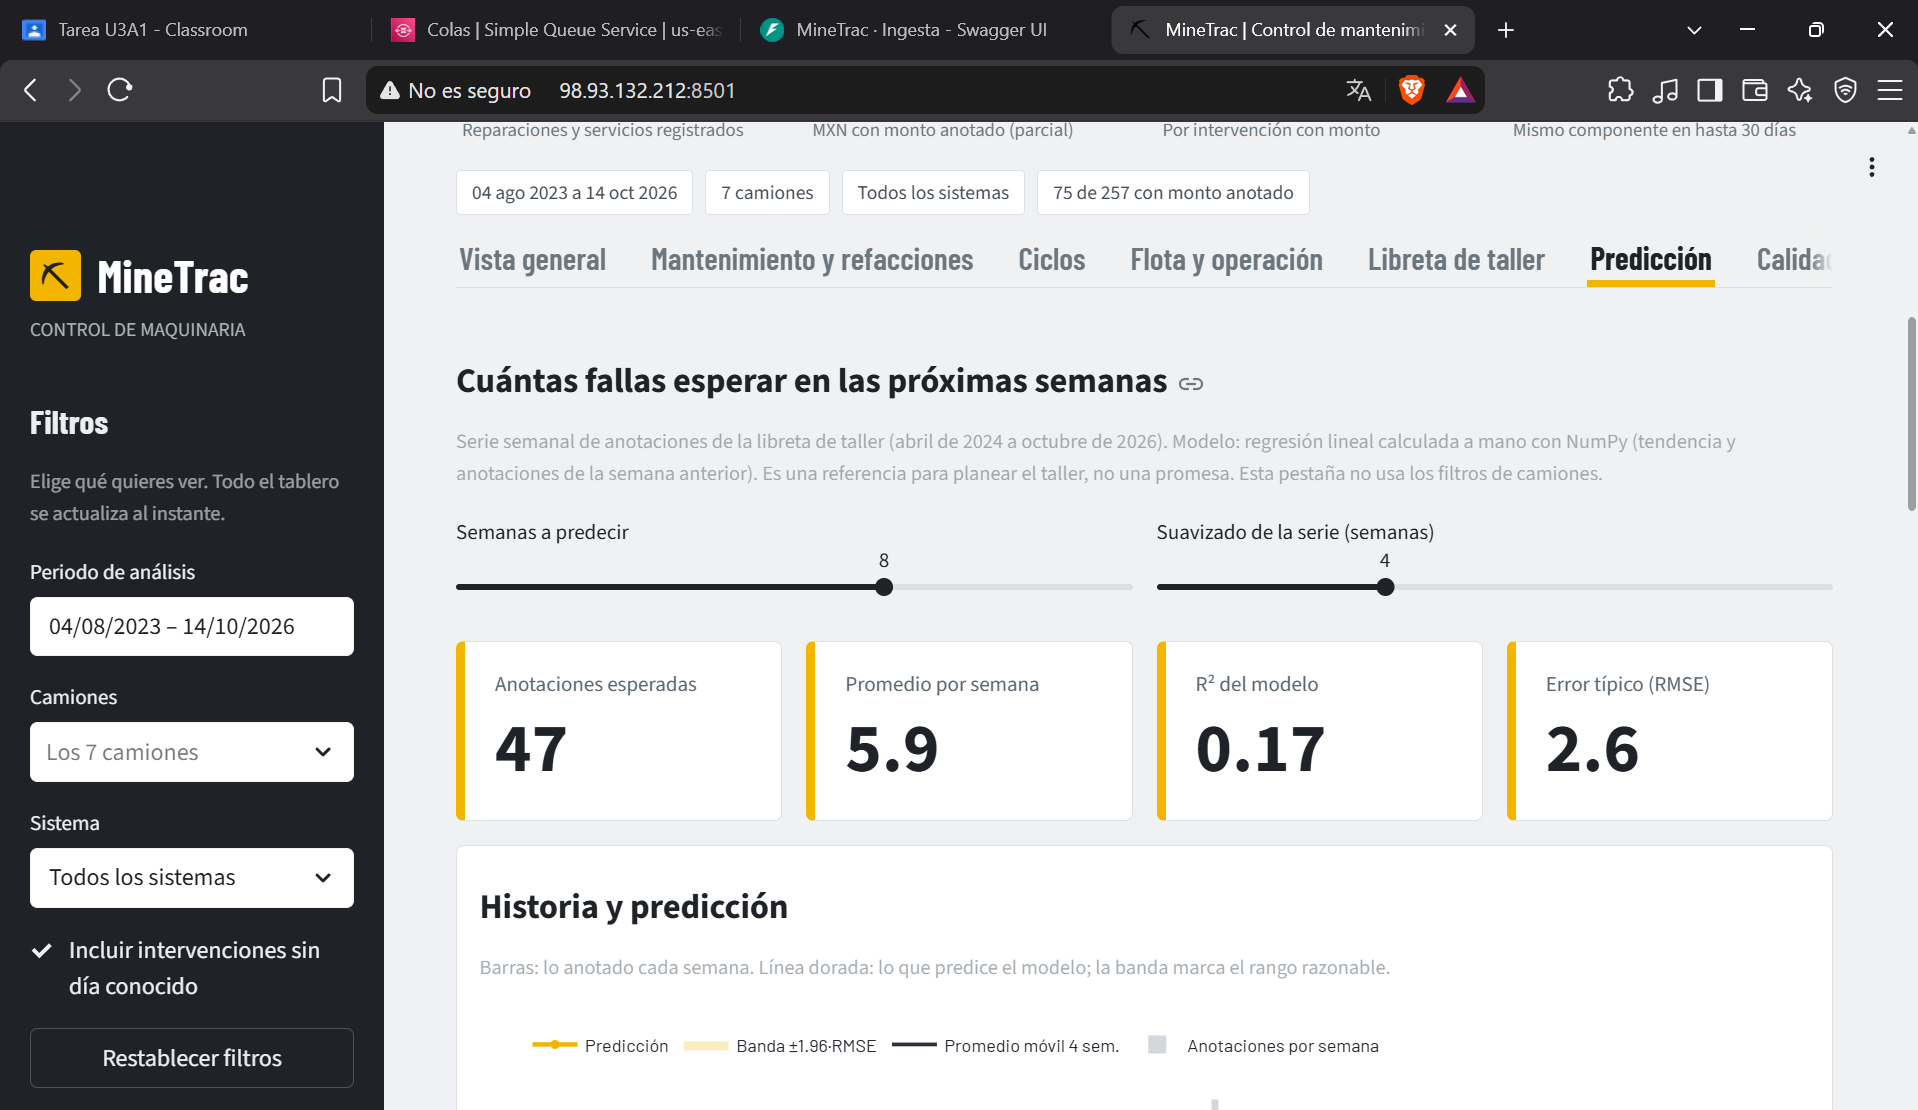 Tarea U3A1 - Classroom
Colas | Simple Queue Service | us-eas
MineTrac · Ingesta - Swagger UI
MineTrac | Control de mantenimi
No es seguro
98.93.132.212:8501
MineTrac
CONTROL DE MAQUINARIA
Filtros
Elige qué quieres ver. Todo el tablero
se actualiza al instante.
Periodo de análisis
04/08/2023 – 14/10/2026
Camiones
Los 7 camiones
Sistema
Todos los sistemas
Incluir intervenciones sin
día conocido
Restablecer filtros
Reparaciones y servicios registrados
MXN con monto anotado (parcial)
Por intervención con monto
Mismo componente en hasta 30 días
04 ago 2023 a 14 oct 2026
7 camiones
Todos los sistemas
75 de 257 con monto anotado
Vista general
Mantenimiento y refacciones
Ciclos
Flota y operación
Libreta de taller
Predicción
Calidad
Cuántas fallas esperar en las próximas semanas
Serie semanal de anotaciones de la libreta de taller (abril de 2024 a octubre de 2026). Modelo: regresión lineal calculada a mano con NumPy (tendencia y
anotaciones de la semana anterior). Es una referencia para planear el taller, no una promesa. Esta pestaña no usa los filtros de camiones.
Semanas a predecir
8
Suavizado de la serie (semanas)
4
Anotaciones esperadas
47
Promedio por semana
5.9
R² del modelo
0.17
Error típico (RMSE)
2.6
Historia y predicción
Barras: lo anotado cada semana. Línea dorada: lo que predice el modelo; la banda marca el rango razonable.
Predicción
Banda ±1.96·RMSE
Promedio móvil 4 sem.
Anotaciones por semana